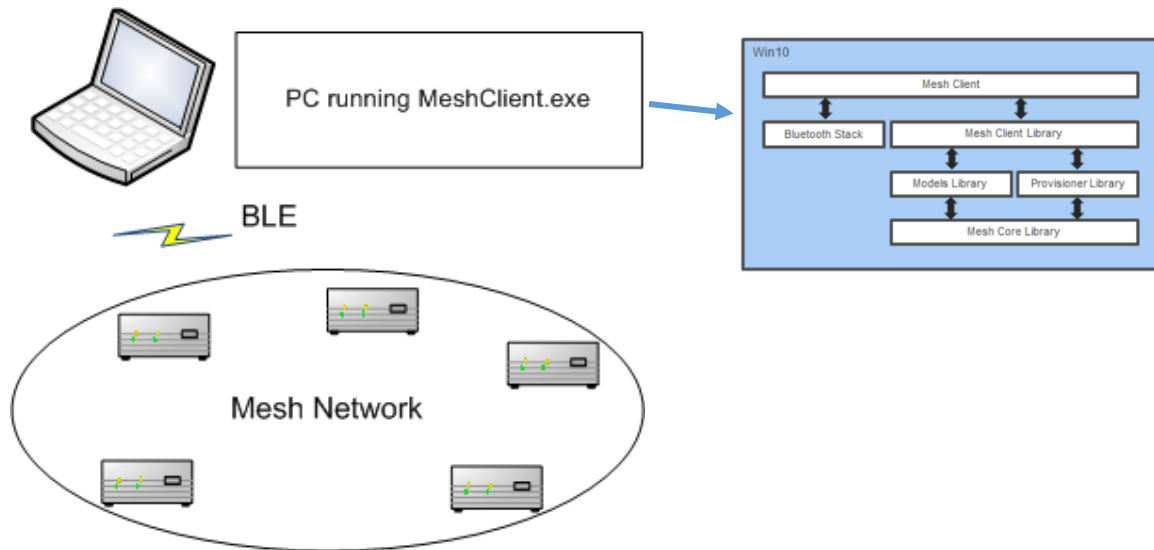 PC running MeshClient.exe
Win10
Mesh Client
Bluetooth Stack
Mesh Client Library
Models Library
Provisioner Library
Mesh Core Library
BLE
Mesh Network